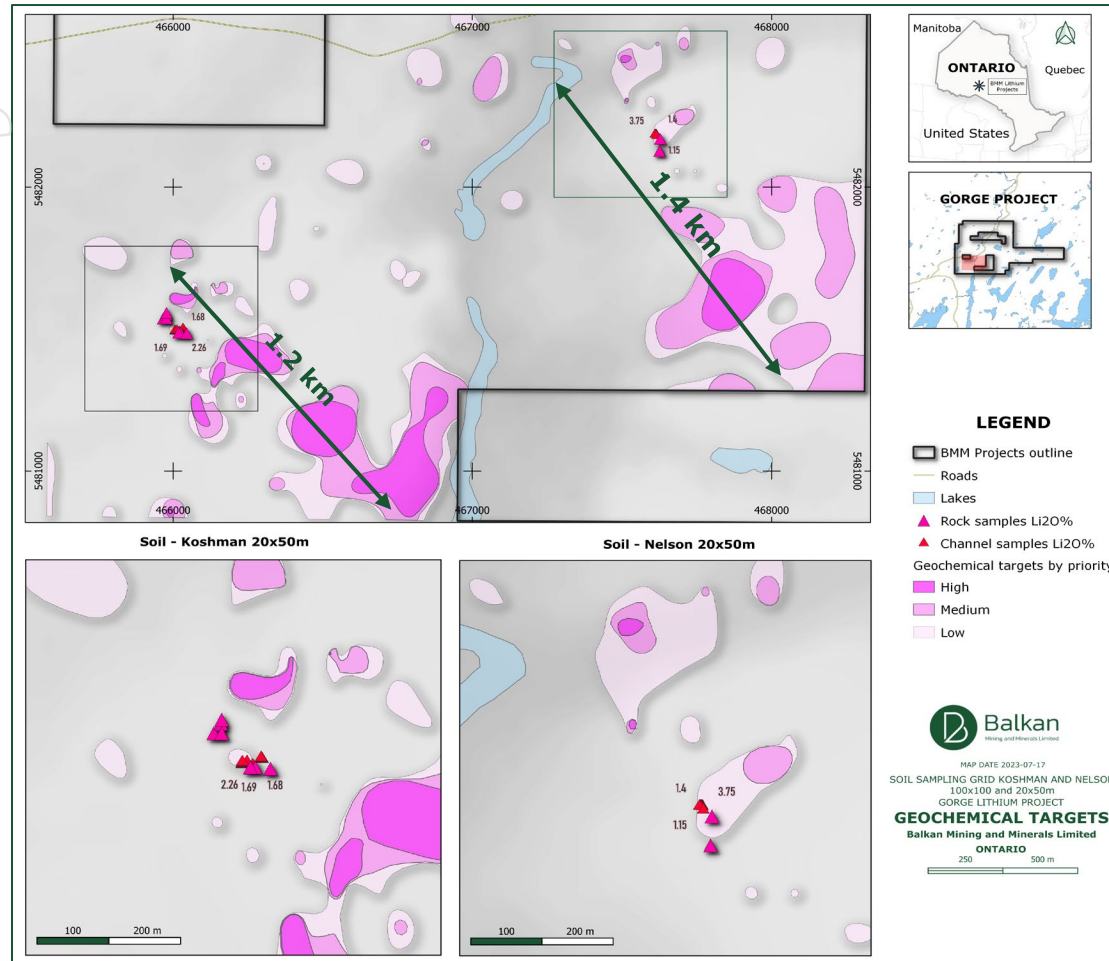 466000
467000
468000
5482000
5482000
5481000
5481000
3.75
1.4
1.15
1.4 km
1.68
1.69
2.26
1.2 km
466000
467000
468000
Manitoba
ONTARIO
Quebec
BMM Lithium
Projects
United States
GORGE PROJECT
LEGEND
BMM Projects outline
Roads
Lakes
Rock samples Li2O%
Channel samples Li2O%
Geochemical targets by priority
High
Medium
Low
Soil - Koshman 20x50m
2.26
1.69
1.68
100
200 m
Soil - Nelson 20x50m
1.4
3.75
1.15
100
200 m
Balkan
Mining and Minerals Limited
MAP DATE 2023-07-17
SOIL SAMPLING GRID KOSHMAN AND NELSON
100x100 and 20x50m
GORGE LITHIUM PROJECT
GEOCHEMICAL TARGETS
Balkan Mining and Minerals Limited
ONTARIO
250
500 m